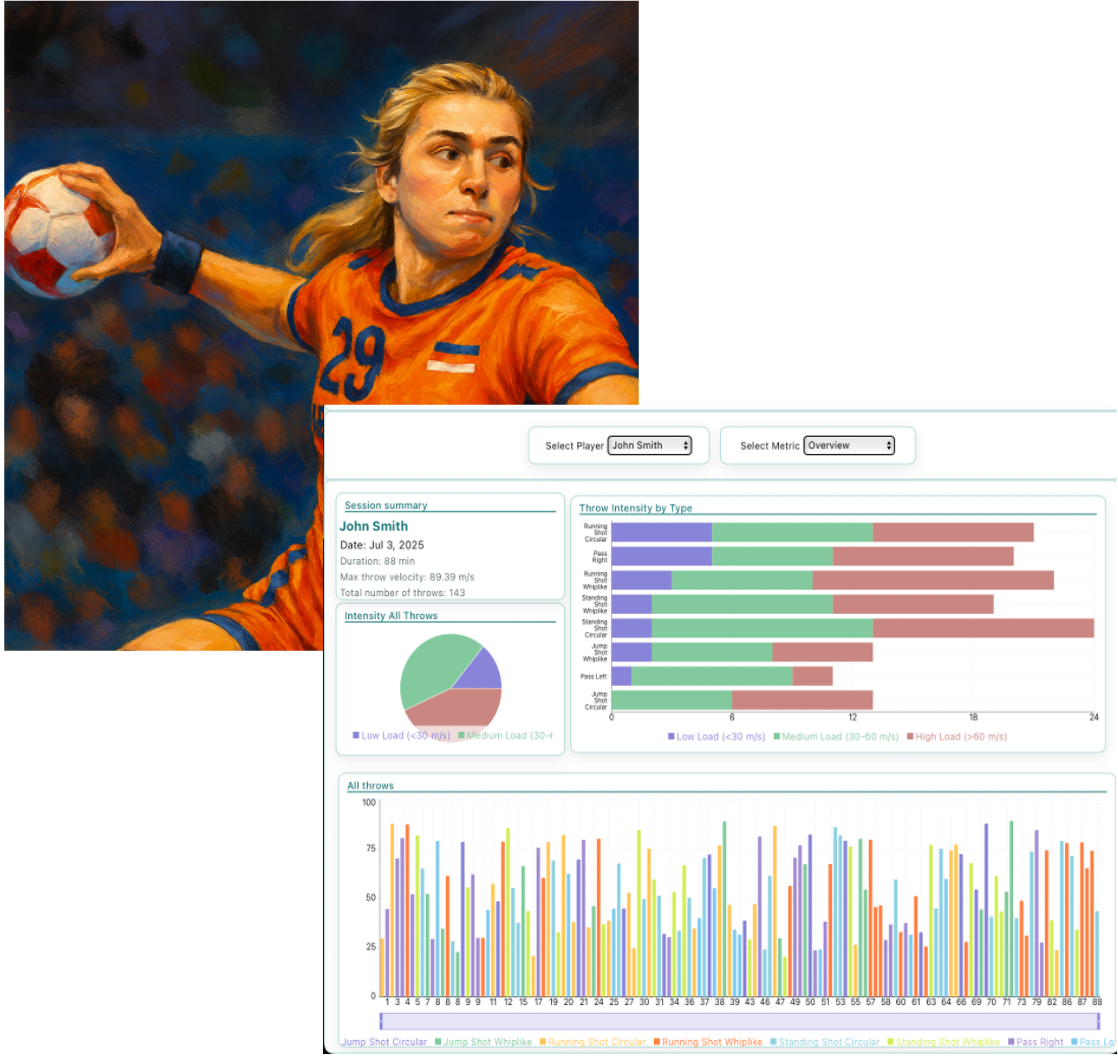 29
Select Player John Smith
Select Metric Overview
Session summary
John Smith
Date: Jul 3, 2025
Duration: 88 min
Max throw velocity: 89.39 m/s
Total number of throws: 143
Intensity All Throws
Low Load (<30 m/s) Medium Load (30-4
Throw Intensity by Type
Running
Shot
Circular
Pass
Right
Running
Shot
Whiplike
Standing
Shot
Whiplike
Standing
Shot
Circular
Jump
Shot
Whiplike
Pass Left
Jump
Shot
Circular
0 6 12 18 24
Low Load (<30 m/s) Medium Load (30-60 m/s) High Load (>60 m/s)
All throws
100
75
50
25
0
1 3 4 5 7 8 8 8 9 9 11 12 15 17 19 20 21 24 25 27 30 31 34 36 37 38 39 43 46 47 49 50 51 53 55 57 58 60 61 63 64 66 69 70 71 73 79 82 86 87 88
Jump Shot Circular Jump Shot Whiplike Running Shot Circular Running Shot Whiplike Standing Shot Circular Standing Shot Whiplike Pass Right Pass Le